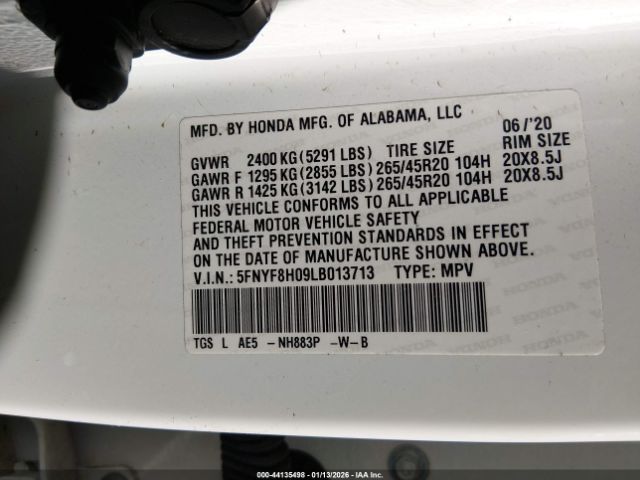 MFD. BY HONDA MFG. OF ALABAMA, LLC 06/'20
GVWR 2400 KG (5291 LBS) TIRE SIZE RIM SIZE
GAWR F 1295 KG (2855 LBS) 265/45R20 104H 20X8.5J
GAWR R 1425 KG (3142 LBS) 265/45R20 104H 20X8.5J
THIS VEHICLE CONFORMS TO ALL APPLICABLE
FEDERAL MOTOR VEHICLE SAFETY
AND THEFT PREVENTION STANDARDS IN EFFECT
ON THE DATE OF MANUFACTURE SHOWN ABOVE.
V.I.N.: 5FNYF8H09LB013713 TYPE: MPV
TGS L AE5 -NH883P -W-B
000-44135498 - 01/13/2026 - IAA Inc.